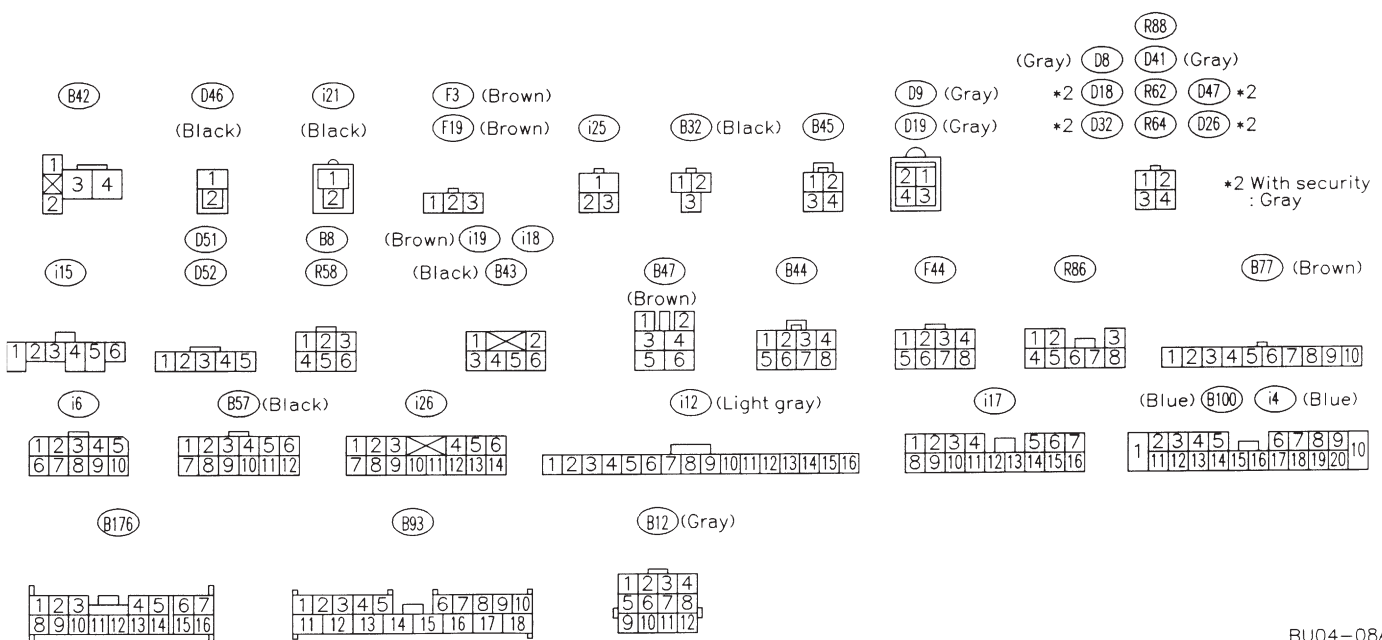 R88
(Gray) D8 D41 (Gray)
B42 D46 i21 F3 (Brown) D9 (Gray) *2 D18 R62 D47 *2
(Black) (Black) F19 (Brown) i25 B32 (Black) B45 D19 (Gray) *2 D32 R64 D26 *2
1 3 4 2
1 2
1 2
1 2 3
1 2 3
1 2 3
1 2 3 4
2 1 4 3
1 2 3 4
*2 With security
: Gray
D51 B8 (Brown) i19 i18
i15 D52 R58 (Black) B43 B47 B44 F44 R86 B77 (Brown)
(Brown)
1 2 3 4 5 6
1 2 3 4 5
1 2 3 4 5 6
1 2 3 4 5 6
1 2 3 4 5 6
1 2 3 4 5 6 7 8
1 2 3 4 5 6 7 8
1 2 3 4 5 6 7 8
1 2 3 4 5 6 7 8 9 10
i6 B57 (Black) i26 i12 (Light gray) i17 (Blue) B100 i4 (Blue)
1 2 3 4 5
6 7 8 9 10
1 2 3 4 5 6
7 8 9 10 11 12
1 2 3 4 5 6
7 8 9 10 11 12 13 14
1 2 3 4 5 6 7 8 9 10 11 12 13 14 15 16
1 2 3 4 5 6 7
8 9 10 11 12 13 14 15 16
1 2 3 4 5 6 7 8 9 10
11 12 13 14 15 16 17 18 19 20
B176 B93 B12 (Gray)
1 2 3 4 5 6 7
8 9 10 11 12 13 14 15 16
1 2 3 4 5 6 7 8 9 10
11 12 13 14 15 16 17 18
1 2 3 4
5 6 7 8
9 10 11 12